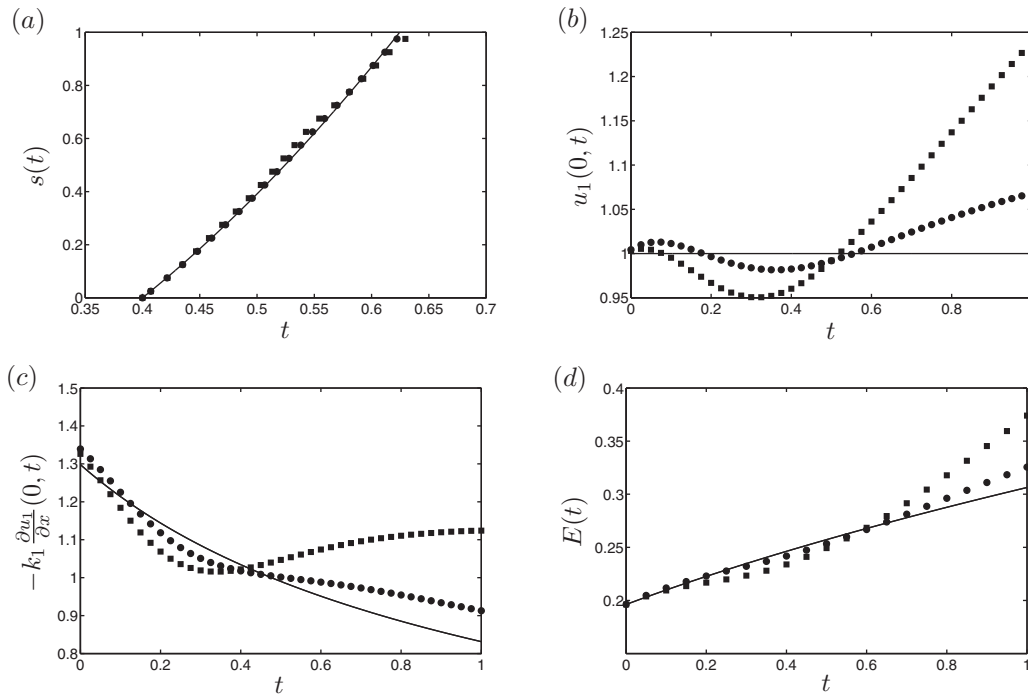 (a)
1
0.8
0.6
0.4
0.2
0
0.35 0.4 0.45 0.5 0.55 0.6 0.65 0.7
s(t)
t
(b)
1.25
1.2
1.15
1.1
1.05
1
0.95
0 0.2 0.4 0.6 0.8
u₁(0, t)
t
(c)
1.5
1.4
1.3
1.2
1.1
1
0.9
0.8
0 0.2 0.4 0.6 0.8 1
−k₁ ∂u₁/∂x (0, t)
t
(d)
0.4
0.35
0.3
0.25
0.2
0.15
0 0.2 0.4 0.6 0.8 1
E(t)
t